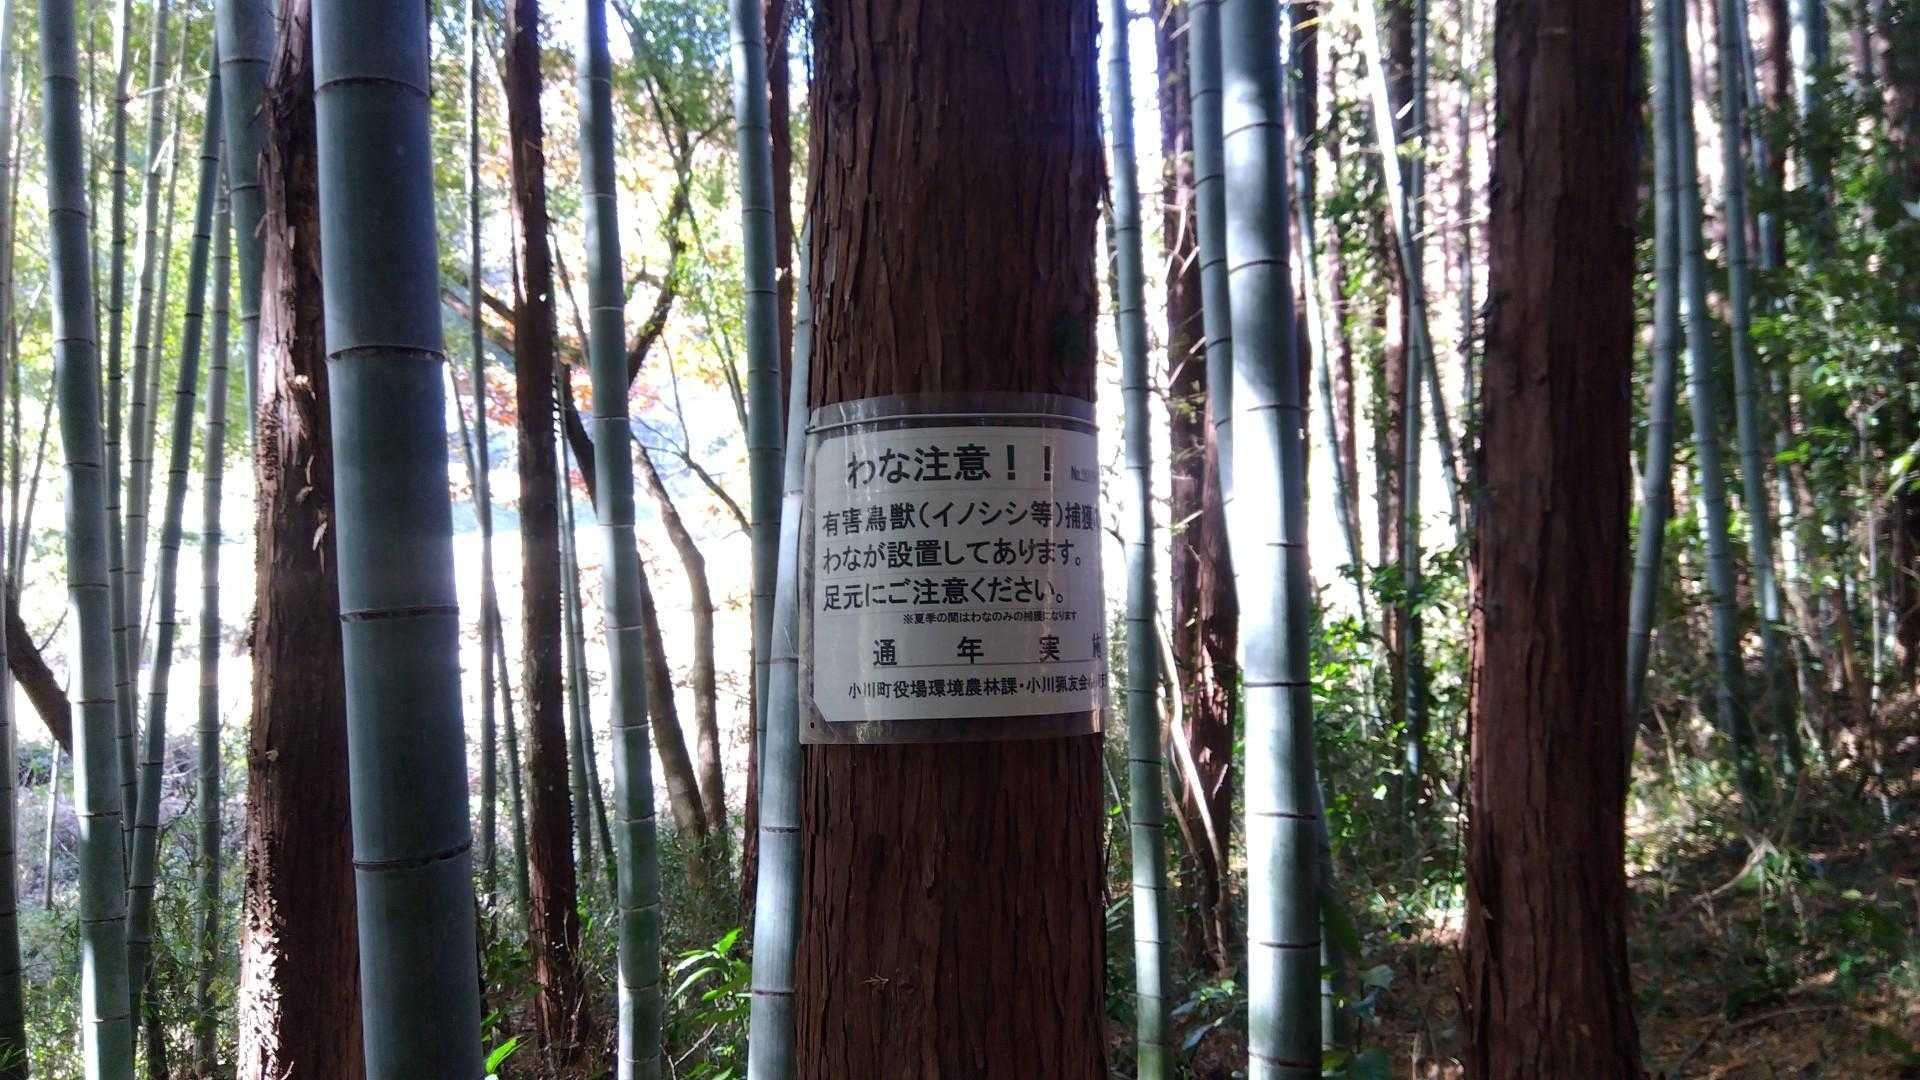 わな注意！！
有害鳥獣(イノシシ等)捕獲
わなが設置してあります。
足元にご注意ください。
※夏季の間はわなのみの捕獲になります
通年実施
小川町役場環境農林課・小川猟友会